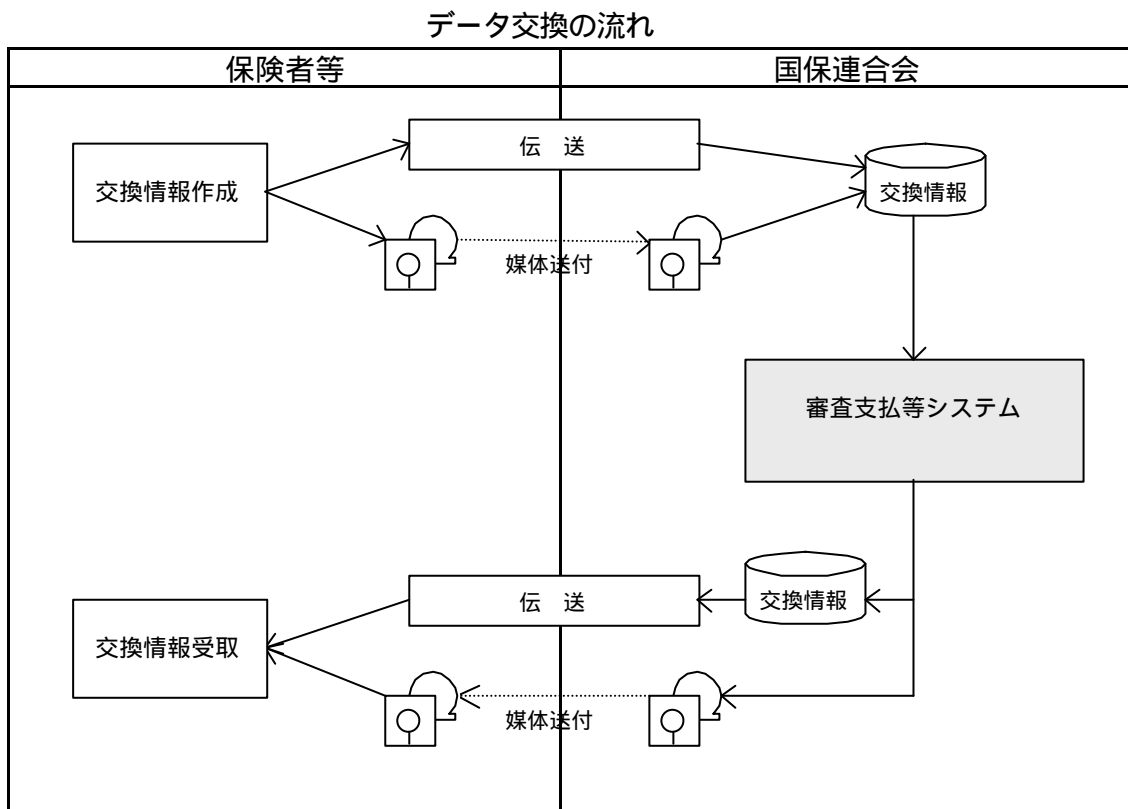 データ交換の流れ
保険者等
国保連合会
伝　送
交換情報作成
交換情報
媒体送付
審査支払等システム
伝　送
交換情報
交換情報受取
媒体送付